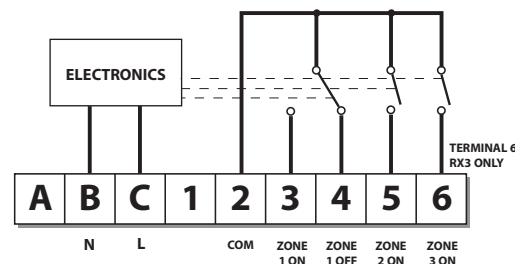 ELECTRONICS
TERMINAL 6
RX3 ONLY
A B C 1 2 3 4 5 6
N L COM ZONE 1 ON ZONE 1 OFF ZONE 2 ON ZONE 3 ON